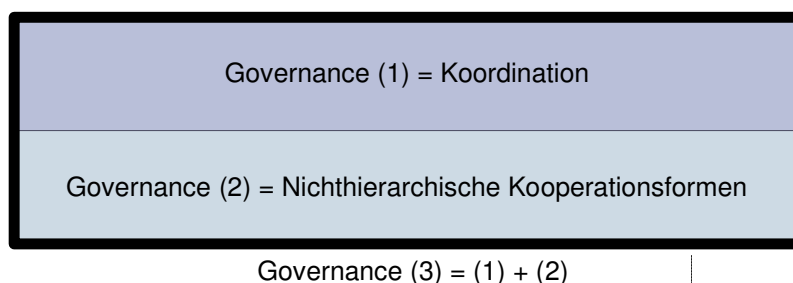 Governance (1) = Koordination
Governance (2) = Nichthierarchische Kooperationsformen
Governance (3) = (1) + (2)